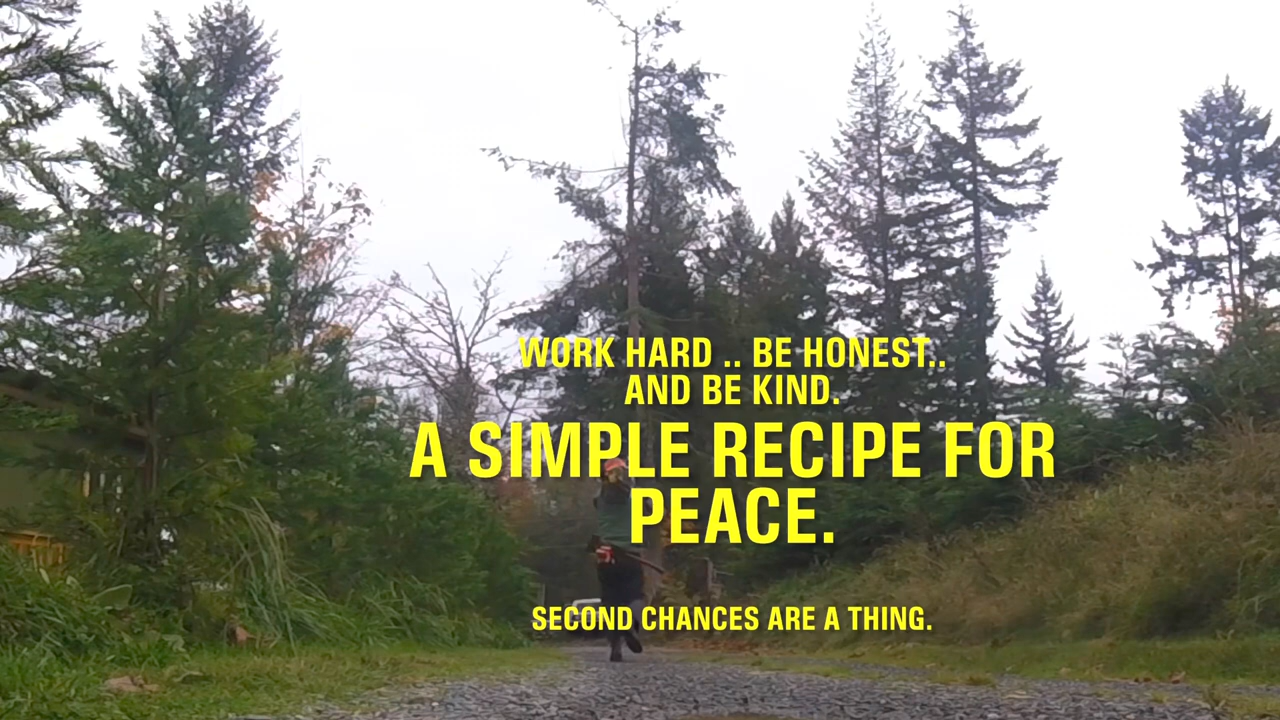 WORK HARD .. BE HONEST..
AND BE KIND.
A SIMPLE RECIPE FOR
PEACE.
SECOND CHANCES ARE A THING.